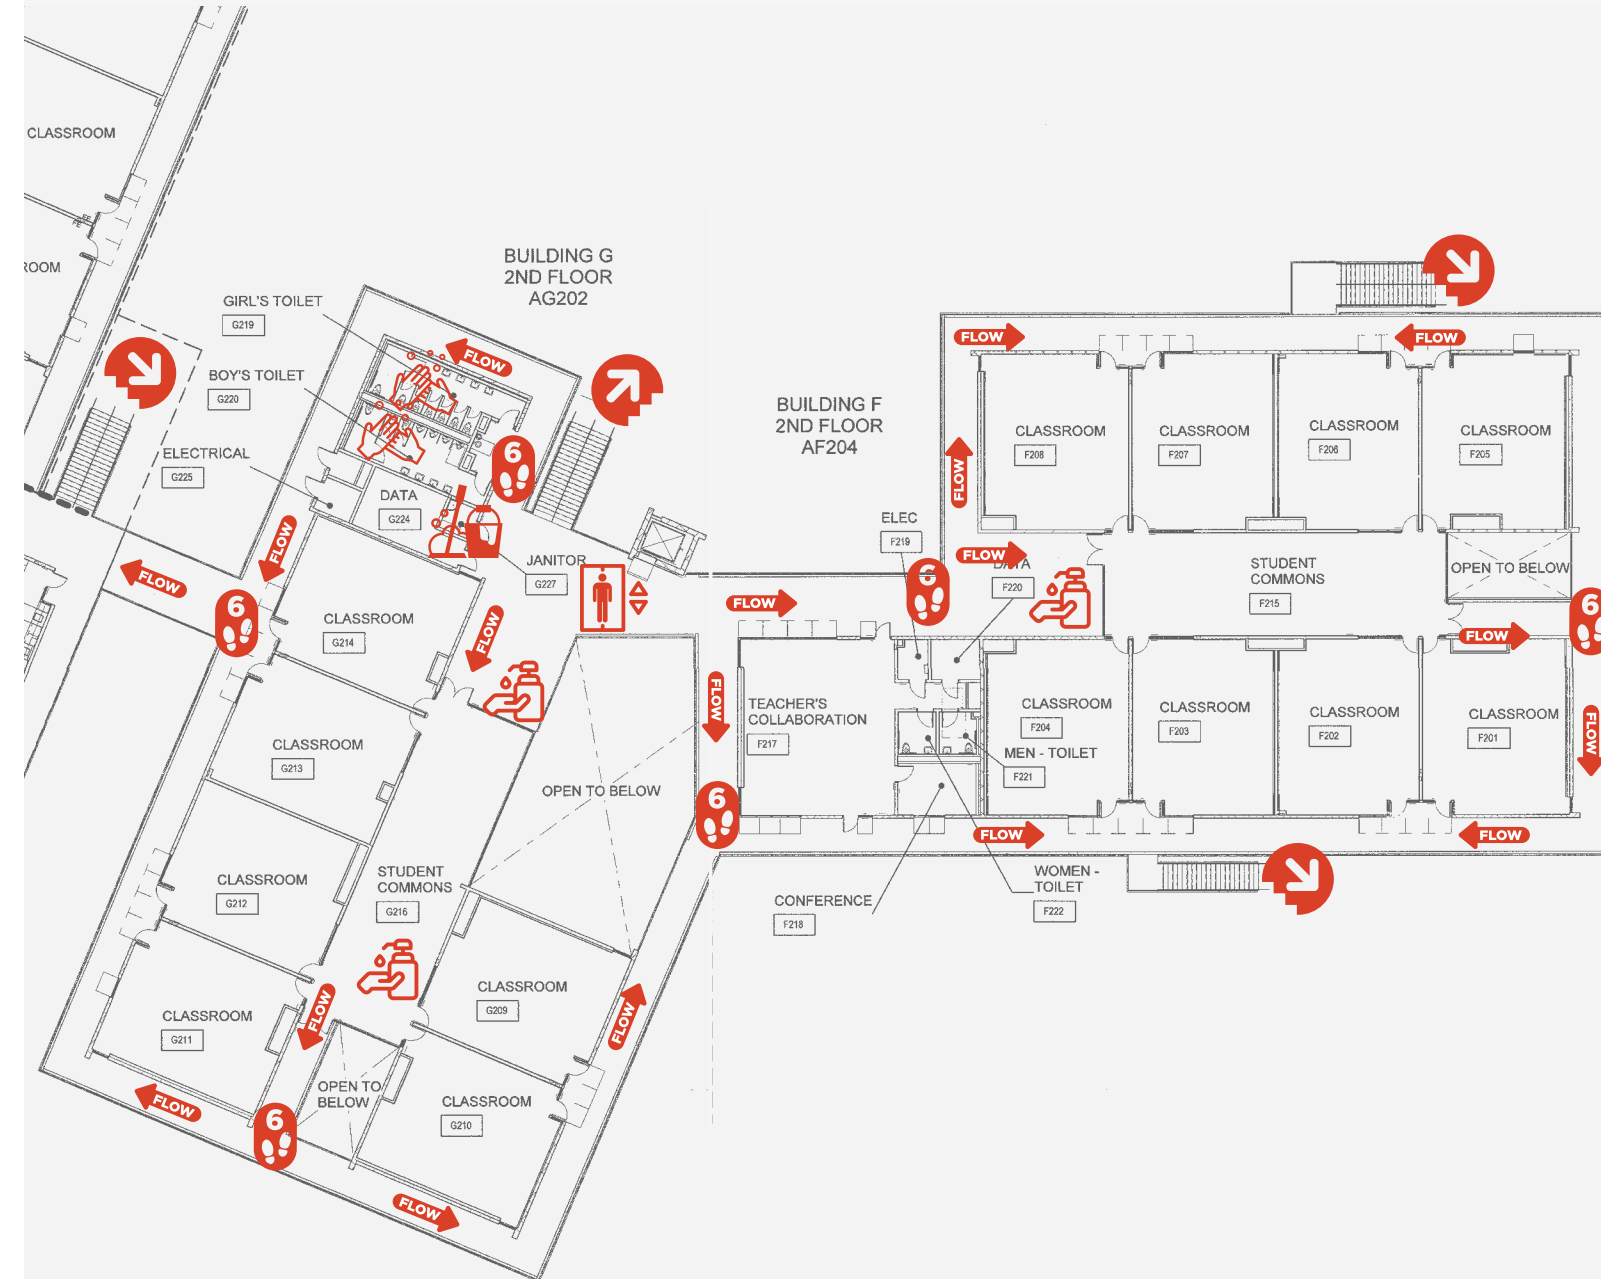 CLASSROOM
ROOM
BUILDING G
2ND FLOOR
AG202
GIRL'S TOILET
G219
BOY'S TOILET
G220
ELECTRICAL
G225
DATA
G224
JANITOR
G227
FLOW
6
FLOW
FLOW
6
FLOW
CLASSROOM
G214
CLASSROOM
G213
CLASSROOM
G212
CLASSROOM
G211
STUDENT
COMMONS
G216
OPEN TO BELOW
CLASSROOM
G209
CLASSROOM
G210
OPEN TO
BELOW
FLOW
FLOW
FLOW
6
FLOW
BUILDING F
2ND FLOOR
AF204
FLOW
FLOW
FLOW
CLASSROOM
F208
CLASSROOM
F207
CLASSROOM
F206
CLASSROOM
F205
ELEC
F219
6
FLOW
DATA
F220
STUDENT
COMMONS
F215
OPEN TO BELOW
FLOW
FLOW
6
FLOW
6
TEACHER'S
COLLABORATION
F217
CLASSROOM
F204
CLASSROOM
F203
CLASSROOM
F202
CLASSROOM
F201
FLOW
MEN - TOILET
F221
FLOW
FLOW
6
CONFERENCE
F218
WOMEN -
TOILET
F222